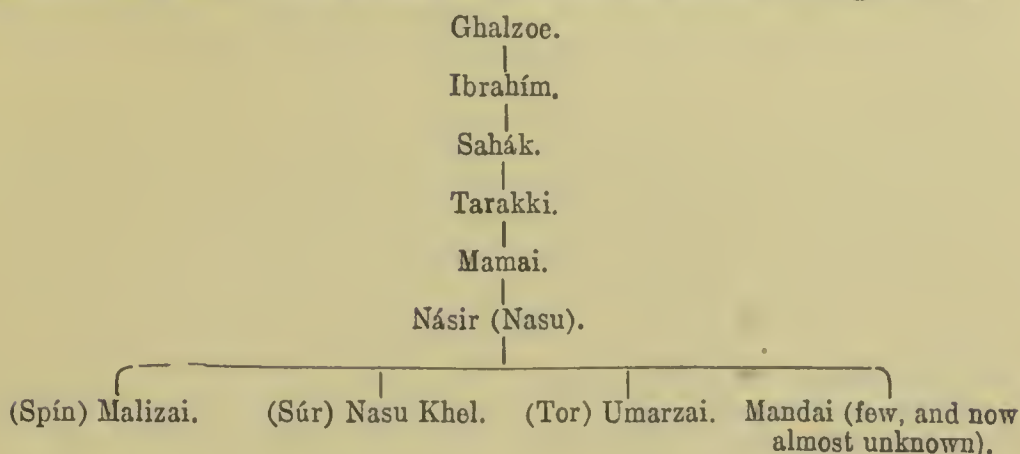 Ghalzoe.
Ibrahím.
Sahák.
Tarakki.
Mamai.
Násir (Nasu).
(Spín) Malizai. (Súr) Nasu Khel. (Tor) Umarzai. Mandai (few, and now
almost unknown).